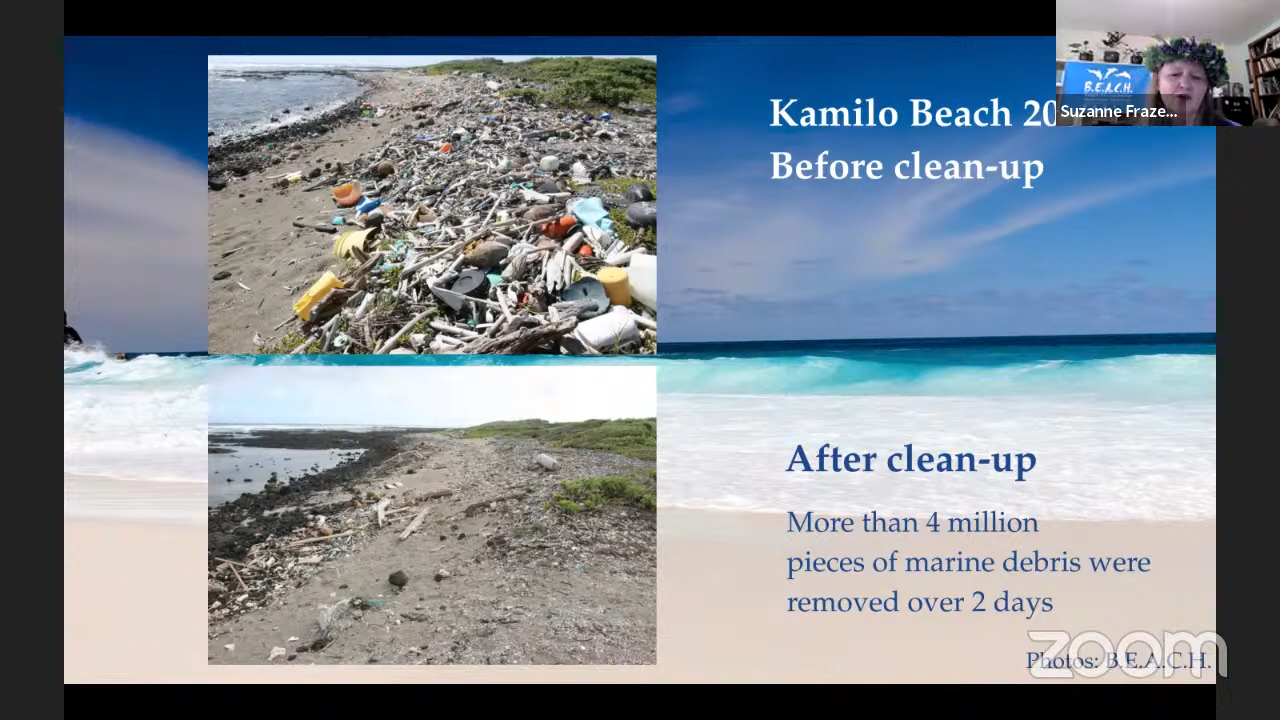 Kamilo Beach 20
Before clean-up
B.E.A.C.H.
Suzanne Fraze...
After clean-up
More than 4 million
pieces of marine debris were
removed over 2 days
Photos: B.E.A.C.H.
zoom